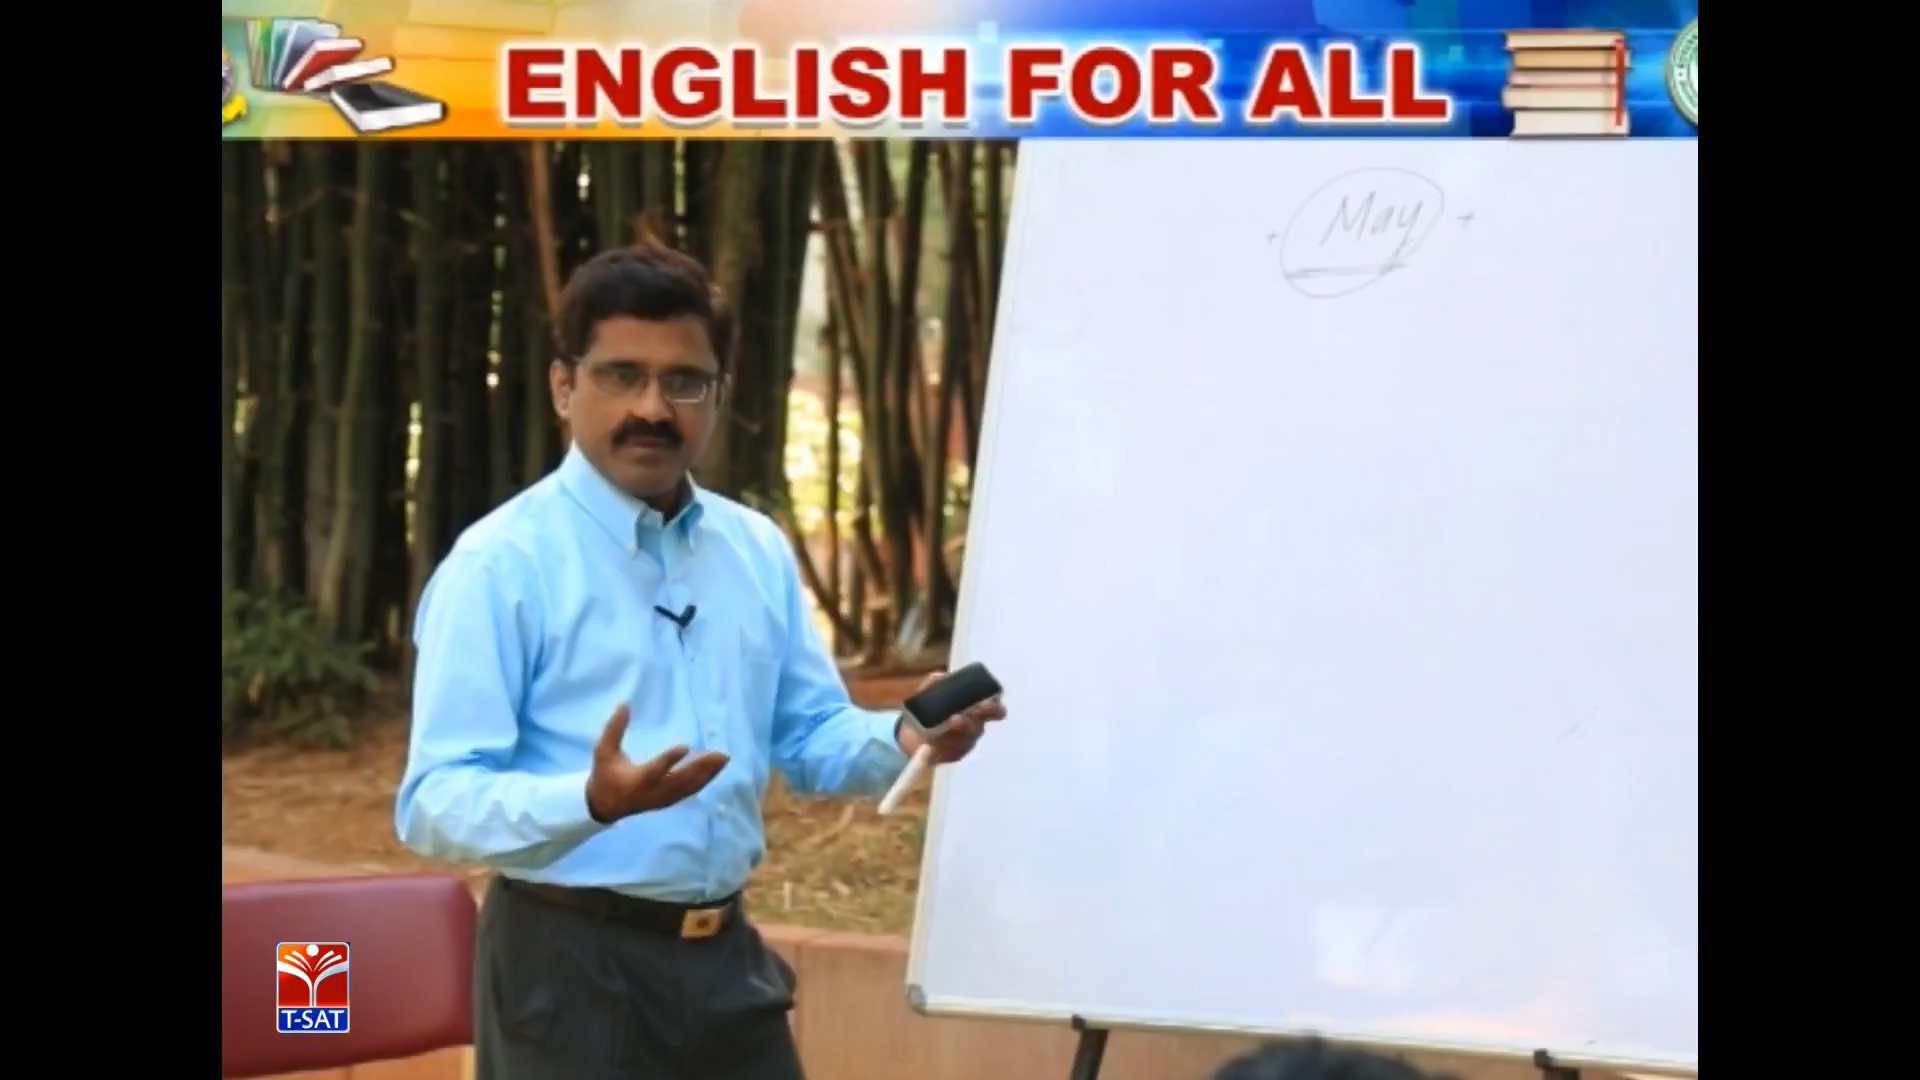 ENGLISH FOR ALL
+ May +
T-SAT